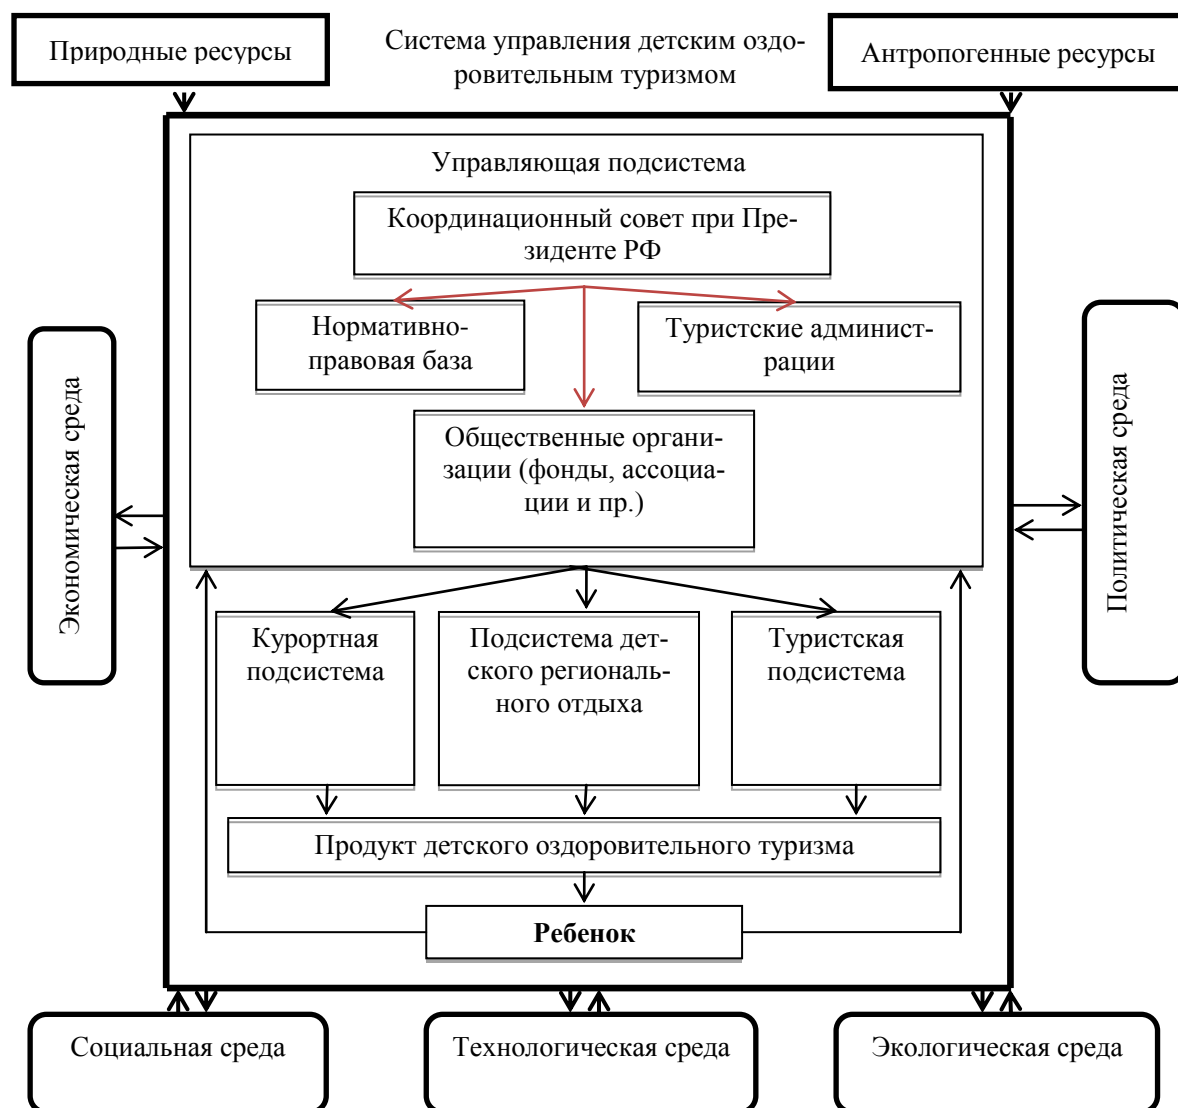 Природные ресурсы
Система управления детским оздо-
ровительным туризмом
Антропогенные ресурсы
Управляющая подсистема
Координационный совет при Пре-
зиденте РФ
Нормативно-
правовая база
Туристские админист-
рации
Общественные органи-
зации (фонды, ассоциа-
ции и пр.)
Экономическая среда
Политическая среда
Курортная
подсистема
Подсистема дет-
ского региональ-
ного отдыха
Туристская
подсистема
Продукт детского оздоровительного туризма
Ребенок
Социальная среда
Технологическая среда
Экологическая среда